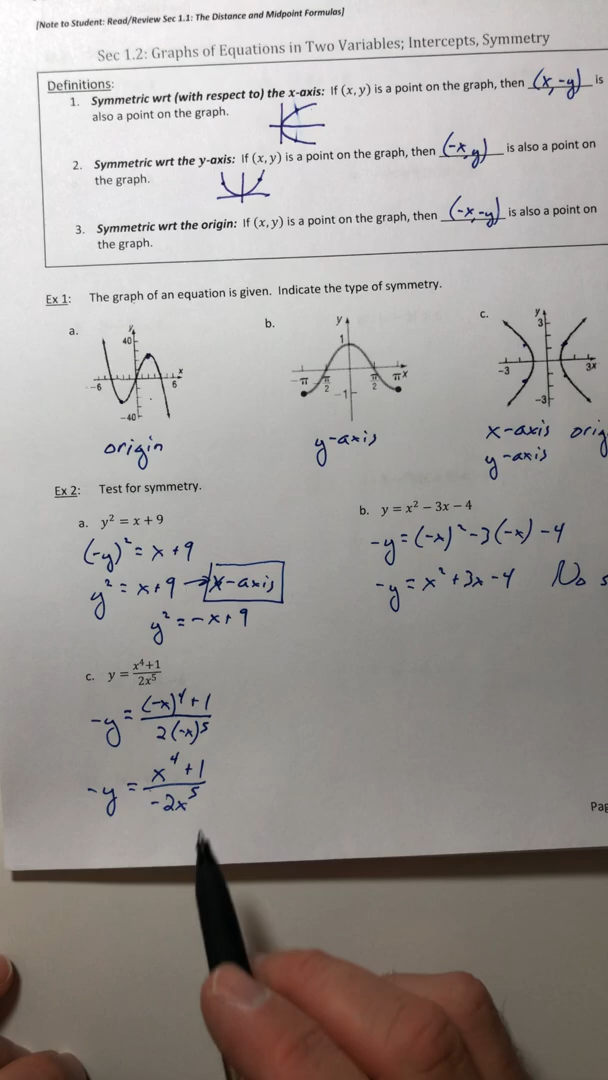 [Note to Student: Read/Review Sec 1.1: The Distance and Midpoint Formulas]
Sec 1.2: Graphs of Equations in Two Variables; Intercepts, Symmetry
Definitions:
1. Symmetric wrt (with respect to) the x-axis: If (x, y) is a point on the graph, then (x, -y) is
also a point on the graph.
2. Symmetric wrt the y-axis: If (x, y) is a point on the graph, then (-x, y) is also a point on
the graph.
3. Symmetric wrt the origin: If (x, y) is a point on the graph, then (-x, -y) is also a point on
the graph.
Ex 1: The graph of an equation is given. Indicate the type of symmetry.
a. b. c.
y 40 x -6 6 -40
y 1 -π π/2 π/2 π x -1
y 3 -3 3x -3
origin
y-axis
x-axis orig
y-axis
Ex 2: Test for symmetry.
a. y² = x + 9
(-y)² = x + 9
y² = x + 9 → x-axis
y² = -x + 9
b. y = x² − 3x − 4
-y = (-x)² - 3(-x) - 4
-y = x² + 3x - 4 No s
c. y = (x⁴+1)/(2x⁵)
-y = ((-x)⁴ + 1)/(2(-x)⁵)
-y = (x⁴ + 1)/(-2x⁵)
Pag